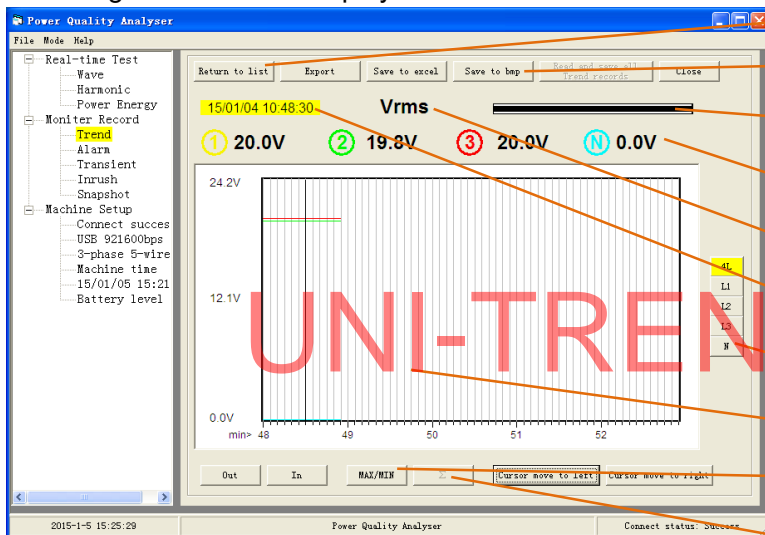 Power Quality Analyser
File Mode Help
Real-time Test
Wave
Harmonic
Power Energy
Moniter Record
Trend
Alarm
Transient
Inrush
Snapshot
Machine Setup
Connect succes
USB 921600bps
3-phase 5-wire
Machine time
15/01/05 15:21
Battery level
Return to list Export Save to excel Save to bmp Read and save all Close
Trend records
15/01/04 10:48:30 Vrms
1 20.0V 2 19.8V 3 20.0V N 0.0V
24.2V
12.1V
0.0V
min> 48 49 50 51 52
4L
L1
L2
L3
N
UNI-TREN
Out In MAX/MIN Σ Cursor move to left Cursor move to right
2015-1-5 15:25:29 Power Quality Analyser Connect status: Success